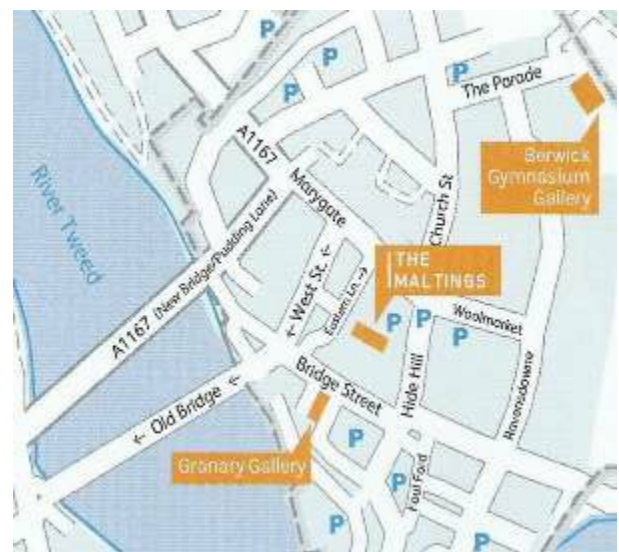 P
P
P
P
The Parade
A1167
Berwick
Gymnasium
Gallery
River Tweed
Marygate
Church St
A1167 (New Bridge/Pudding Lane)
THE
MALTINGS
← West St. ←
Eastern Ln. →
P
P
P
Woolmarket
Bridge Street
Hide Hill
Ravensdowne
← Old Bridge ←
Granary Gallery
P
Foul Ford
P
P